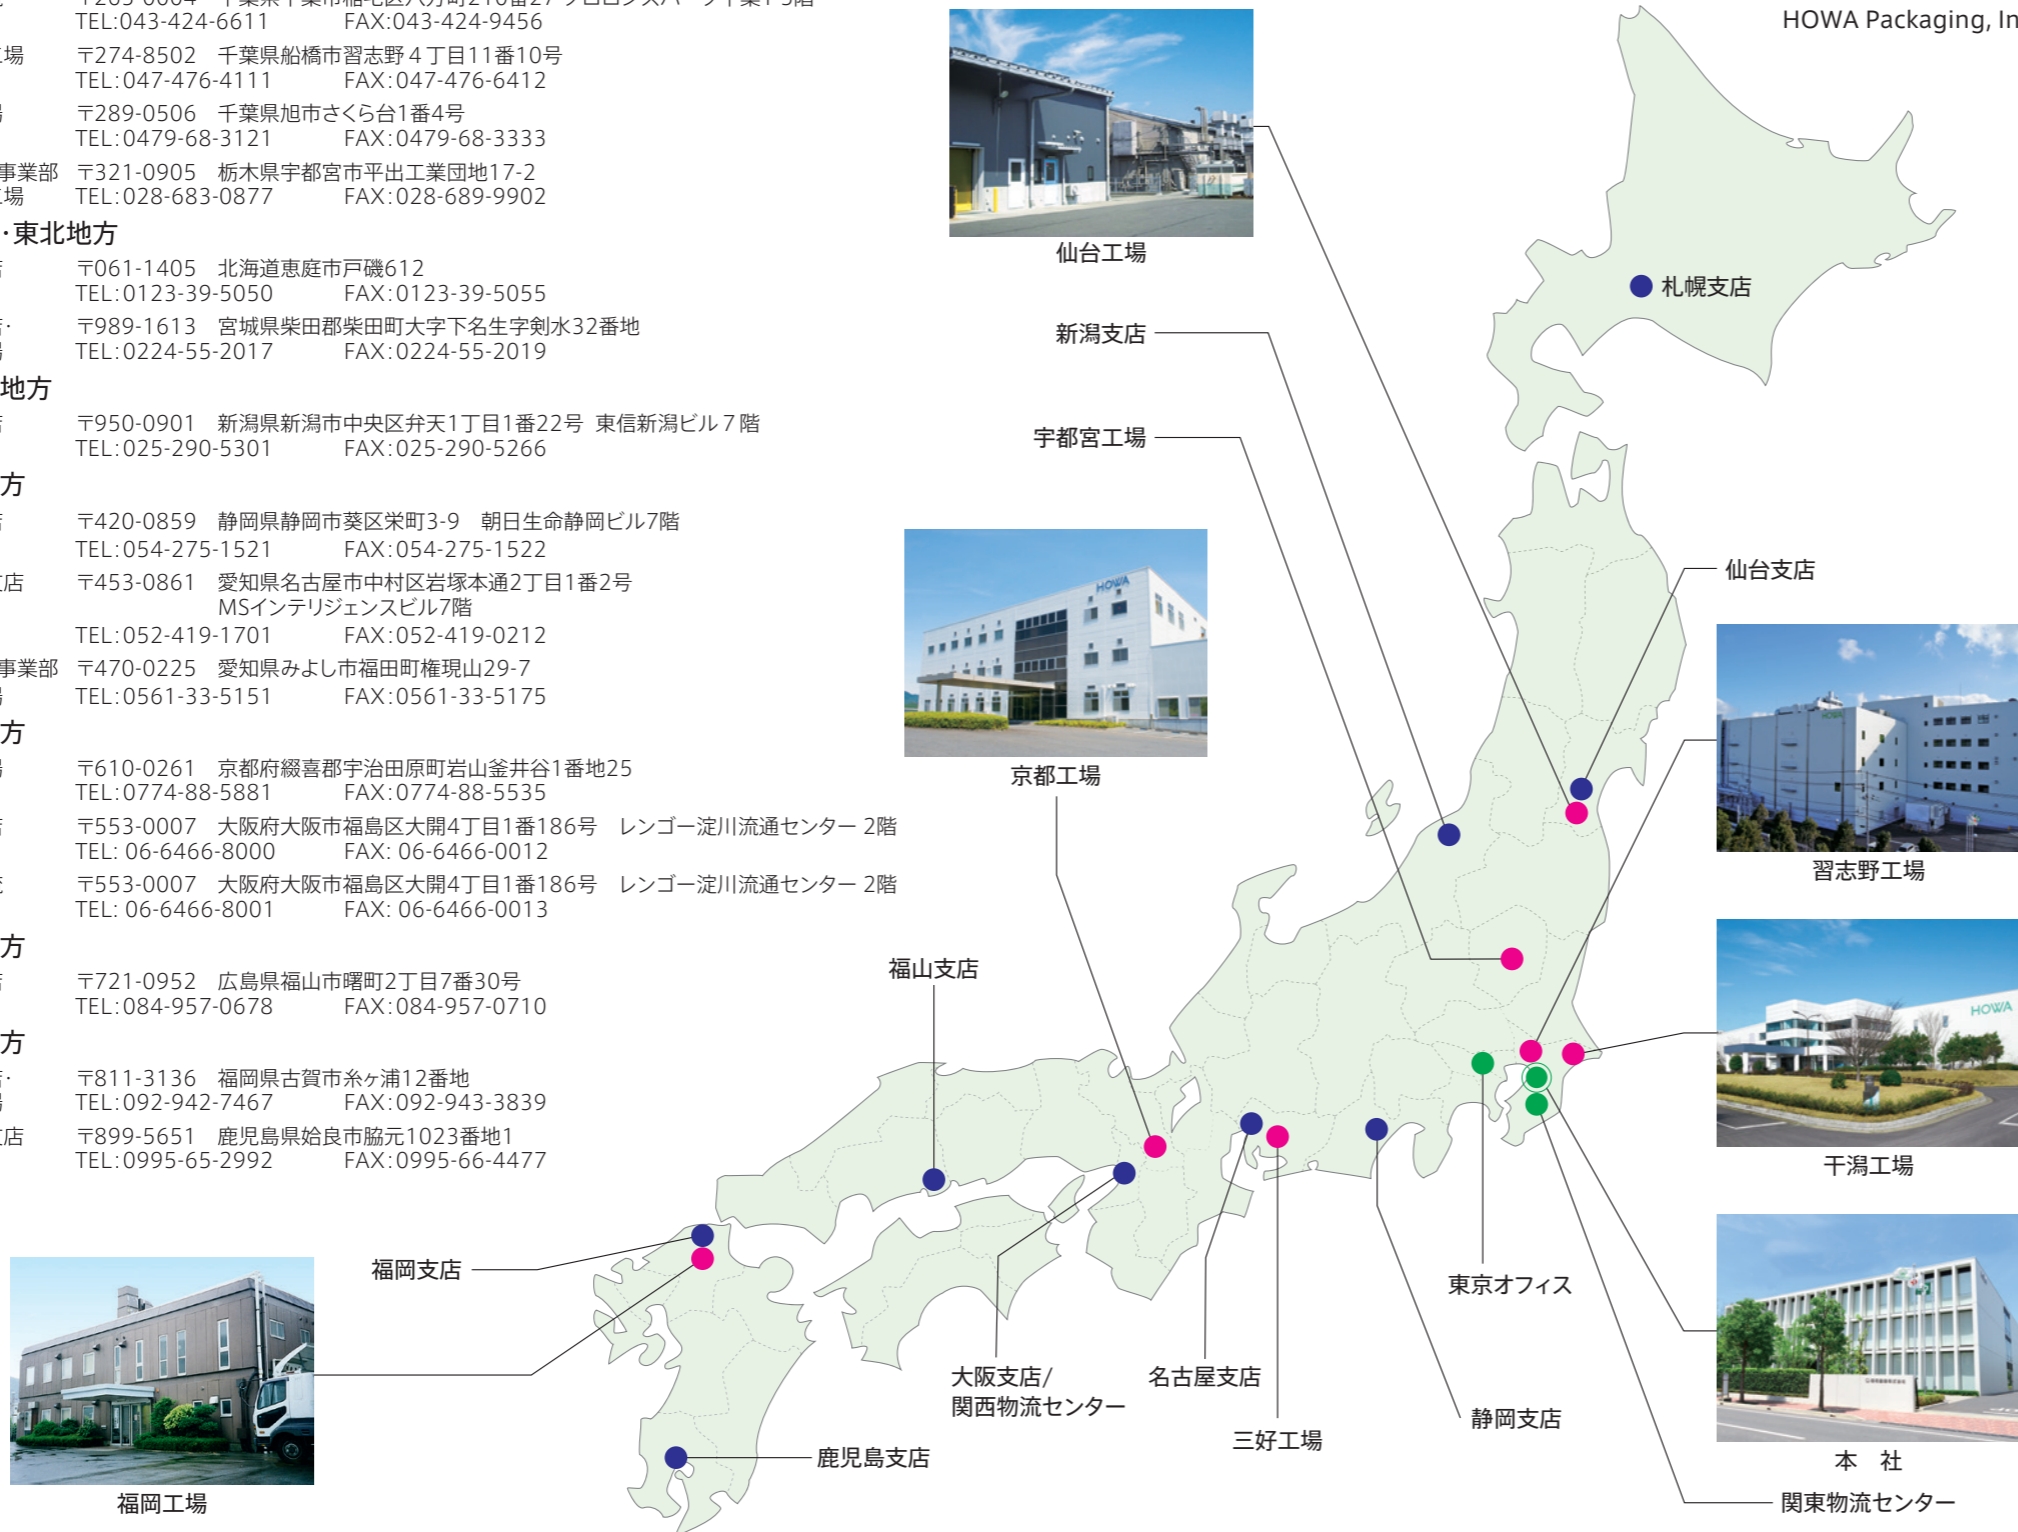 TEL:043-424-6611 FAX:043-424-9456
工場 〒274-8502 千葉県船橋市習志野4丁目11番10号
TEL:047-476-4111 FAX:047-476-6412
場 〒289-0506 千葉県旭市さくら台1番4号
TEL:0479-68-3121 FAX:0479-68-3333
事業部 〒321-0905 栃木県宇都宮市平出工業団地17-2
工場 TEL:028-683-0877 FAX:028-689-9902
・東北地方
店 〒061-1405 北海道恵庭市戸磯612
TEL:0123-39-5050 FAX:0123-39-5055
店・ 〒989-1613 宮城県柴田郡柴田町大字下名生字剣水32番地
場 TEL:0224-55-2017 FAX:0224-55-2019
地方
店 〒950-0901 新潟県新潟市中央区弁天1丁目1番22号 東信新潟ビル7階
TEL:025-290-5301 FAX:025-290-5266
方
店 〒420-0859 静岡県静岡市葵区栄町3-9 朝日生命静岡ビル7階
TEL:054-275-1521 FAX:054-275-1522
支店 〒453-0861 愛知県名古屋市中村区岩塚本通2丁目1番2号
MSインテリジェンスビル7階
TEL:052-419-1701 FAX:052-419-0212
事業部 〒470-0225 愛知県みよし市福田町権現山29-7
場 TEL:0561-33-5151 FAX:0561-33-5175
方
場 〒610-0261 京都府綴喜郡宇治田原町岩山釜井谷1番地25
TEL:0774-88-5881 FAX:0774-88-5535
店 〒553-0007 大阪府大阪市福島区大開4丁目1番186号 レンゴー淀川流通センター 2階
TEL: 06-6466-8000 FAX: 06-6466-0012
〒553-0007 大阪府大阪市福島区大開4丁目1番186号 レンゴー淀川流通センター 2階
TEL: 06-6466-8001 FAX: 06-6466-0013
方
店 〒721-0952 広島県福山市曙町2丁目7番30号
TEL:084-957-0678 FAX:084-957-0710
方
店・ 〒811-3136 福岡県古賀市糸ヶ浦12番地
場 TEL:092-942-7467 FAX:092-943-3839
支店 〒899-5651 鹿児島県姶良市脇元1023番地1
TEL:0995-65-2992 FAX:0995-66-4477
HOWA Packaging, In
仙台工場
札幌支店
新潟支店
宇都宮工場
HOWA
京都工場
仙台支店
HOWA
習志野工場
福山支店
HOWA
干潟工場
福岡支店
東京オフィス
大阪支店/
関西物流センター
名古屋支店
静岡支店
三好工場
鹿児島支店
福岡工場
本 社
関東物流センター